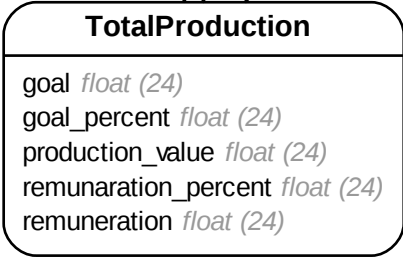 TotalProduction
goal float (24)
goal_percent float (24)
production_value float (24)
remunaration_percent float (24)
remuneration float (24)